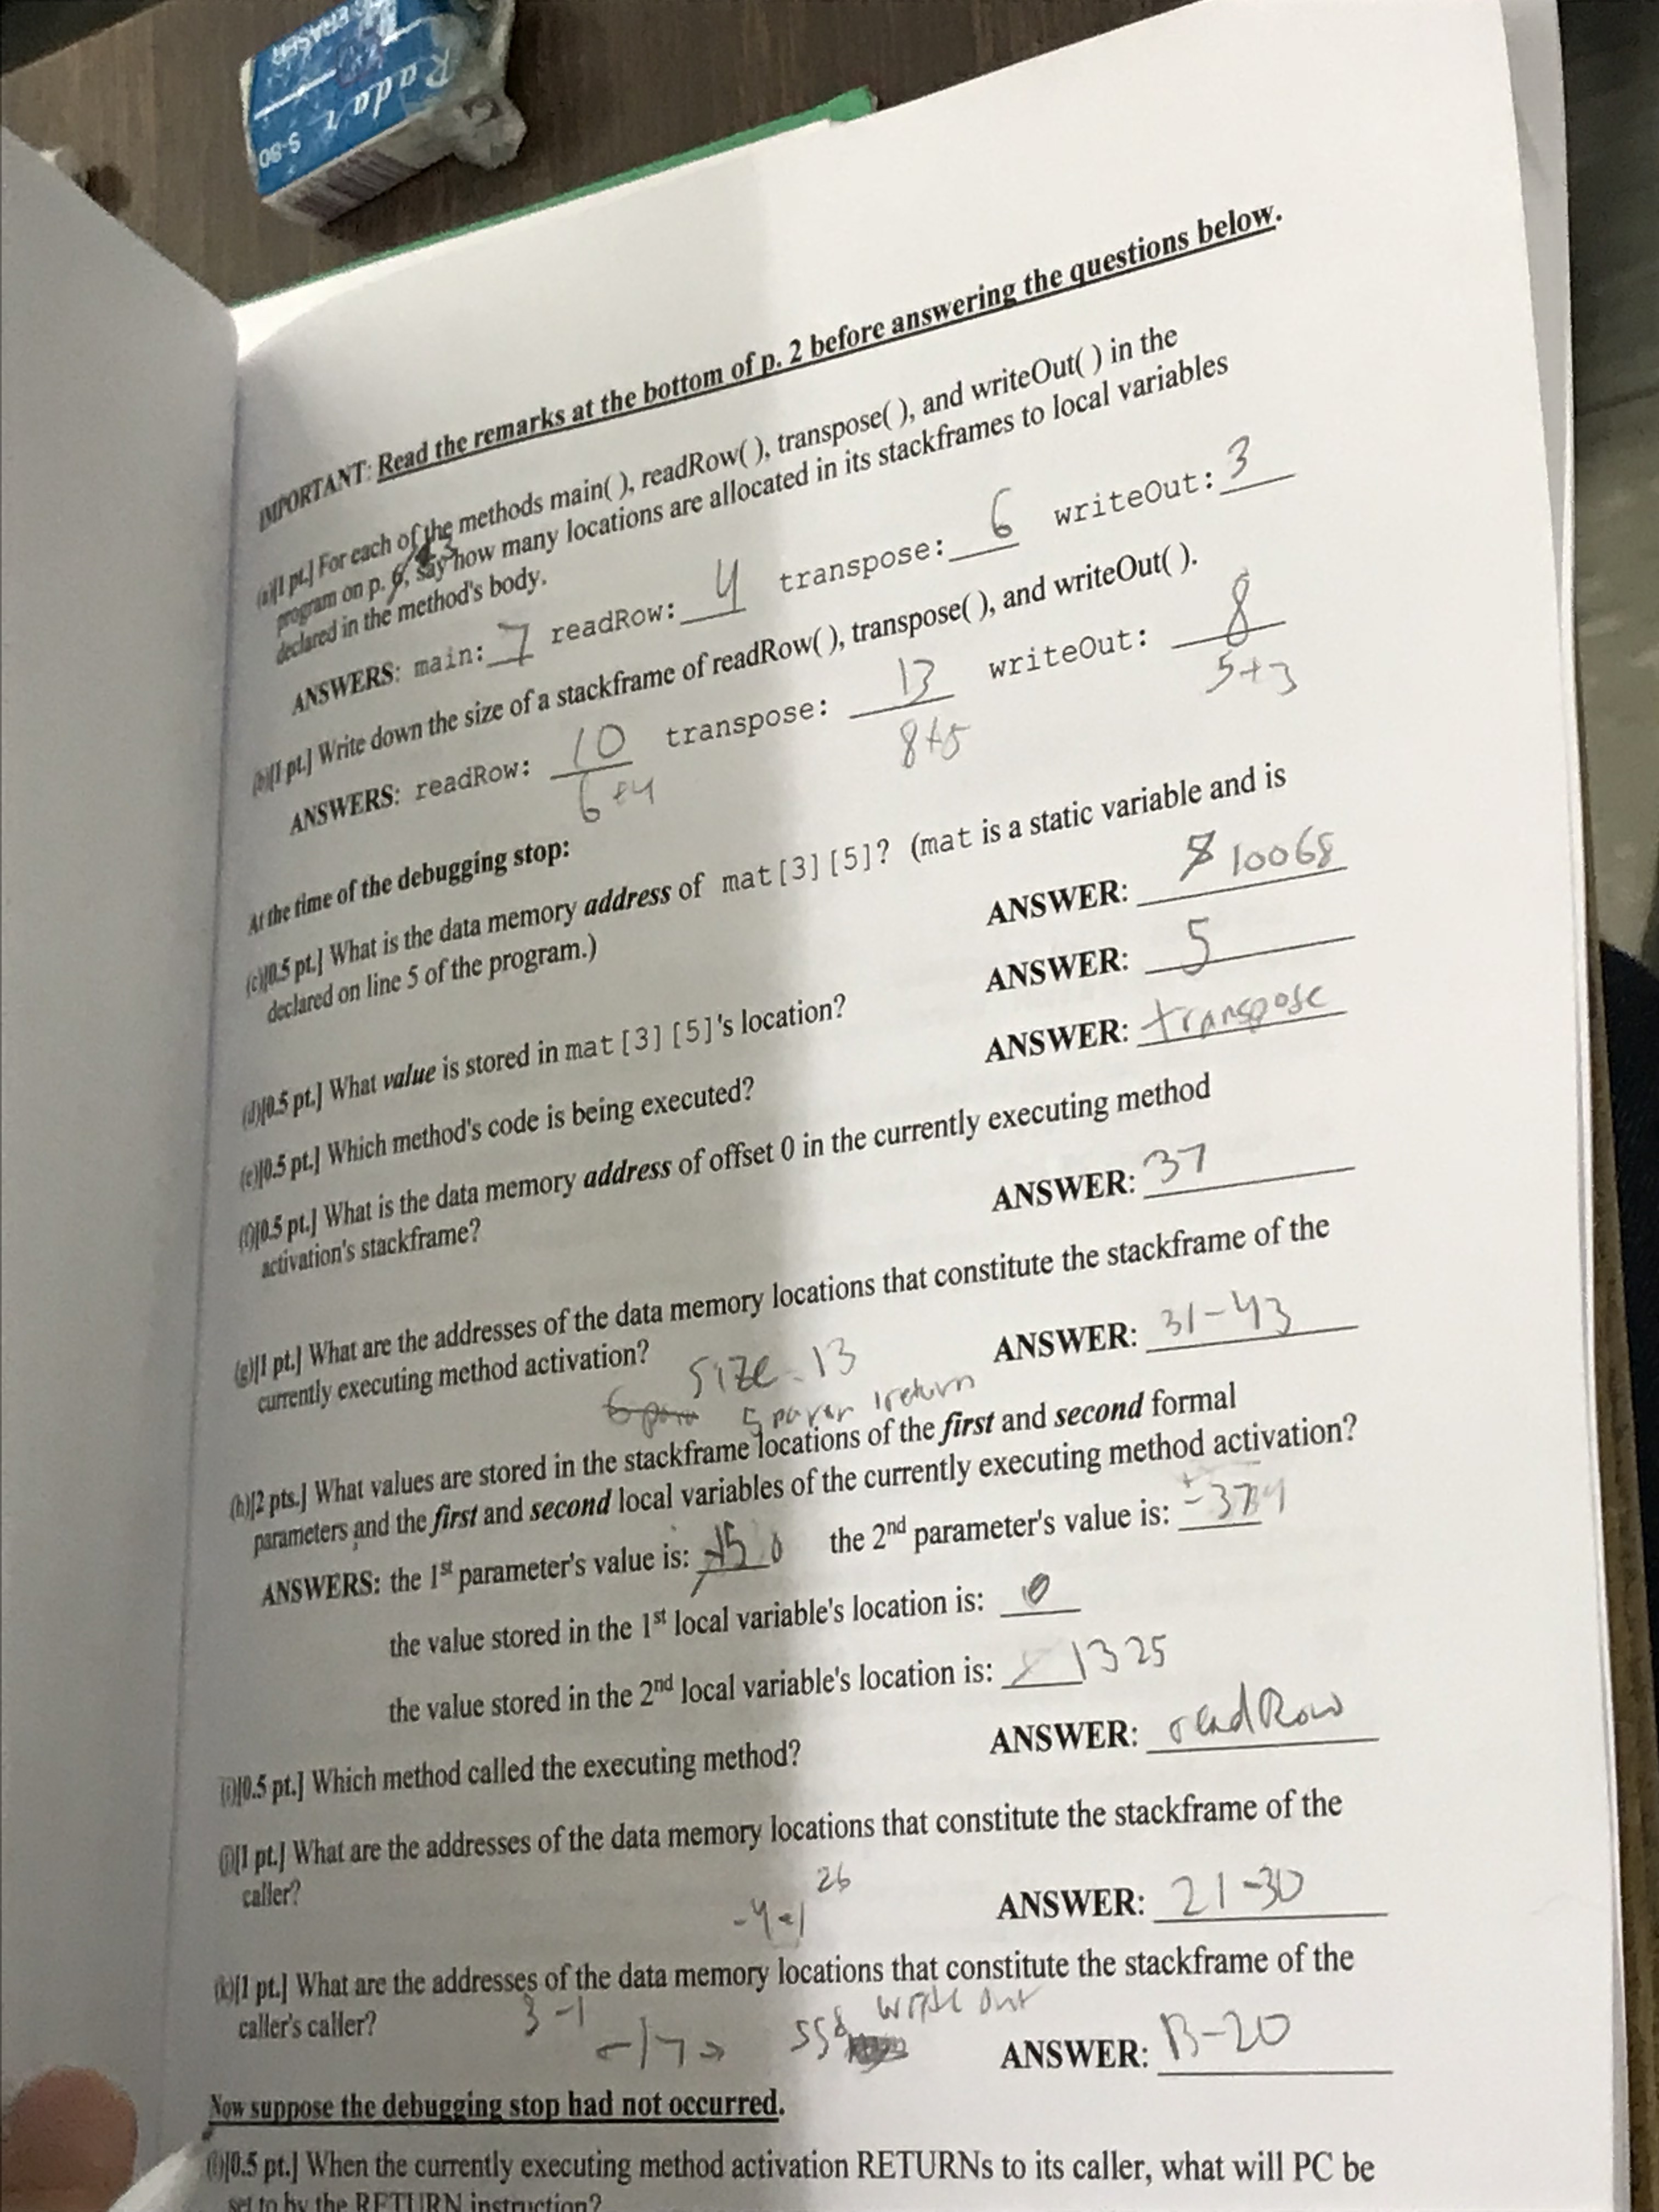 Radar
S-80
ERASER
IMPORTANT: Read the remarks at the bottom of p. 2 before answering the questions below.
(a)[1 pt.] For each of the methods main( ), readRow( ), transpose( ), and writeOut( ) in the
program on p. 6, say how many locations are allocated in its stackframes to local variables
declared in the method's body.
ANSWERS: main: 7 readRow: 4 transpose: 6 writeOut: 3
(b)[1 pt.] Write down the size of a stackframe of readRow( ), transpose( ), and writeOut( ).
ANSWERS: readRow: 10 transpose: 13 writeOut: 8
6+4 8+5 5+3
At the time of the debugging stop:
(c)[0.5 pt.] What is the data memory address of mat[3][5]? (mat is a static variable and is
declared on line 5 of the program.)
ANSWER: 10068
(d)[0.5 pt.] What value is stored in mat[3][5]'s location?
ANSWER: 5
(e)[0.5 pt.] Which method's code is being executed?
ANSWER: transpose
(f)[0.5 pt.] What is the data memory address of offset 0 in the currently executing method
activation's stackframe?
ANSWER: 37
(g)[1 pt.] What are the addresses of the data memory locations that constitute the stackframe of the
currently executing method activation?
ANSWER: 31-43
size - 13
5 param 1 return
(h)[2 pts.] What values are stored in the stackframe locations of the first and second formal
parameters and the first and second local variables of the currently executing method activation?
ANSWERS: the 1st parameter's value is: the 2nd parameter's value is:
the value stored in the 1st local variable's location is: 0
the value stored in the 2nd local variable's location is: 1325
(i)[0.5 pt.] Which method called the executing method?
ANSWER: readRow
(j)[1 pt.] What are the addresses of the data memory locations that constitute the stackframe of the
caller?
26
ANSWER: 21-30
(k)[1 pt.] What are the addresses of the data memory locations that constitute the stackframe of the
caller's caller?
3-1
write out
ANSWER: 13-20
Now suppose the debugging stop had not occurred.
(l)[0.5 pt.] When the currently executing method activation RETURNs to its caller, what will PC be
set to by the RETURN instruction?